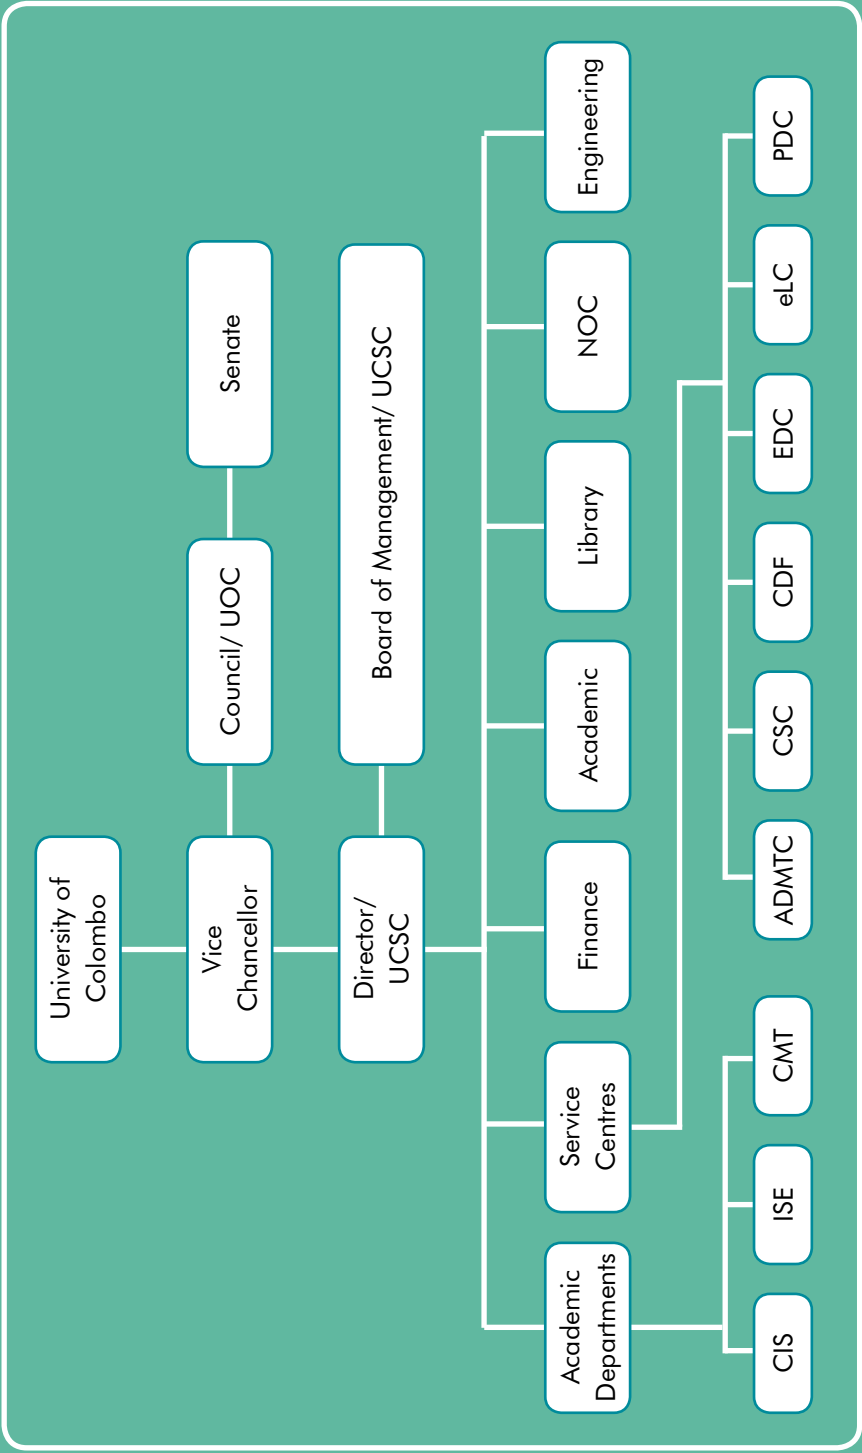 University of
Colombo
Vice
Chancellor
Council/ UOC
Senate
Director/
UCSC
Board of Management/ UCSC
Academic
Departments
Service
Centres
Finance
Academic
Library
NOC
Engineering
CIS
ISE
CMT
ADMTC
CSC
CDF
EDC
eLC
PDC